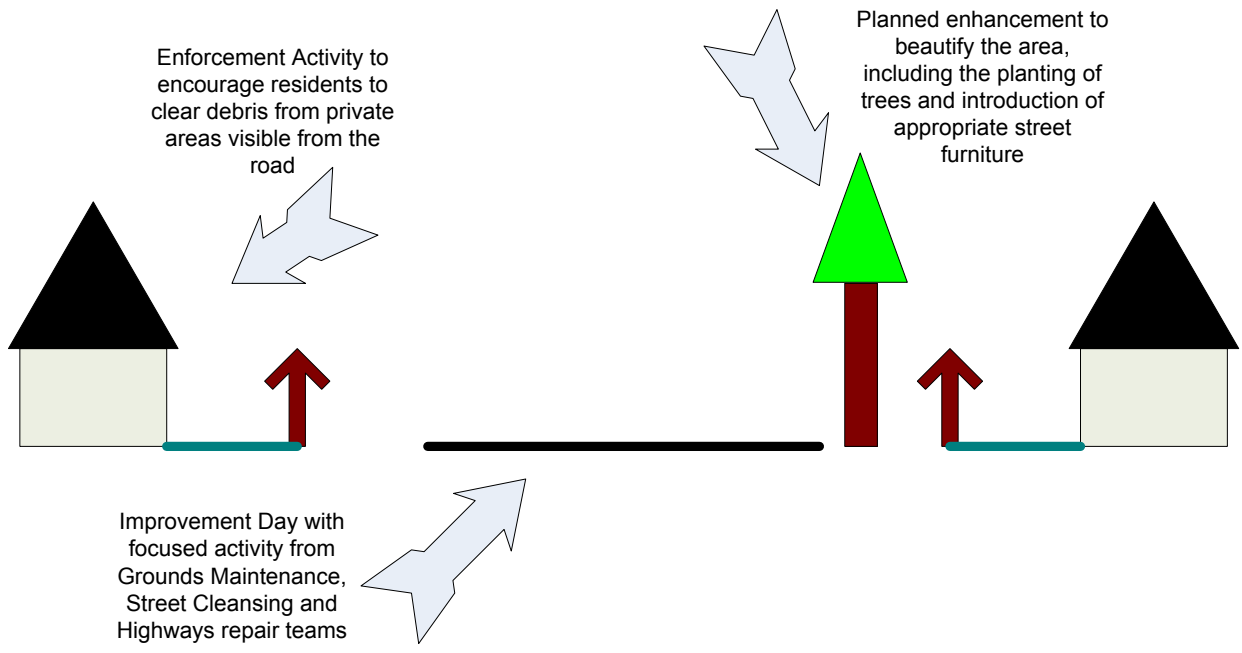 Enforcement Activity to
encourage residents to
clear debris from private
areas visible from the
road
Planned enhancement to
beautify the area,
including the planting of
trees and introduction of
appropriate street
furniture
Improvement Day with
focused activity from
Grounds Maintenance,
Street Cleansing and
Highways repair teams